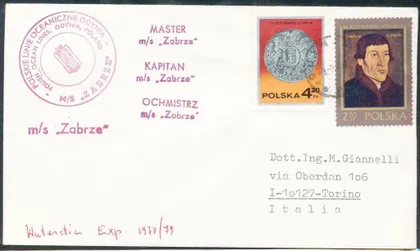 POLSKIE LINIE OCEANICZNE GDYNIA
POLISH OCEAN LINES, GDYNIA, POLAND
M/S "ZABRZE"
m/s „Zabrze"
MASTER
m/s „Zabrze"
KAPITAN
m/s „Zabrze"
OCHMISTRZ
m/s „Zabrze"
POLSKA 4.20 ZŁ
POLSKA
Dott.Ing.M.Giannelli
via Oberdan 106
I-10127-Torino
Italia
Antarctic Exp. 1978/79